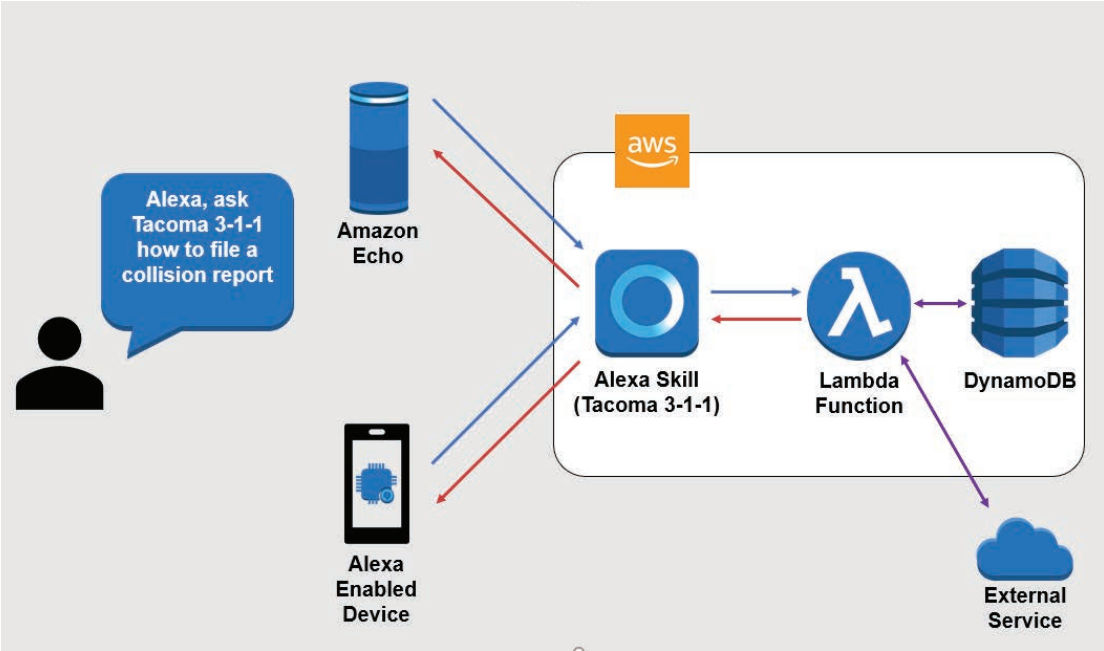 Alexa, ask
Tacoma 3-1-1
how to file a
collision report
Amazon
Echo
aws
Alexa Skill
(Tacoma 3-1-1)
λ
Lambda
Function
DynamoDB
Alexa
Enabled
Device
External
Service